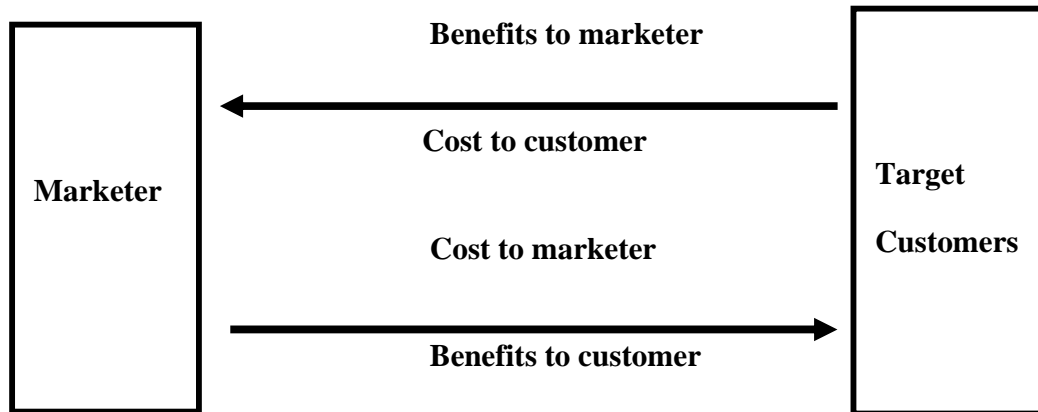 Benefits to marketer
Cost to customer
Marketer
Target
Customers
Cost to marketer
Benefits to customer